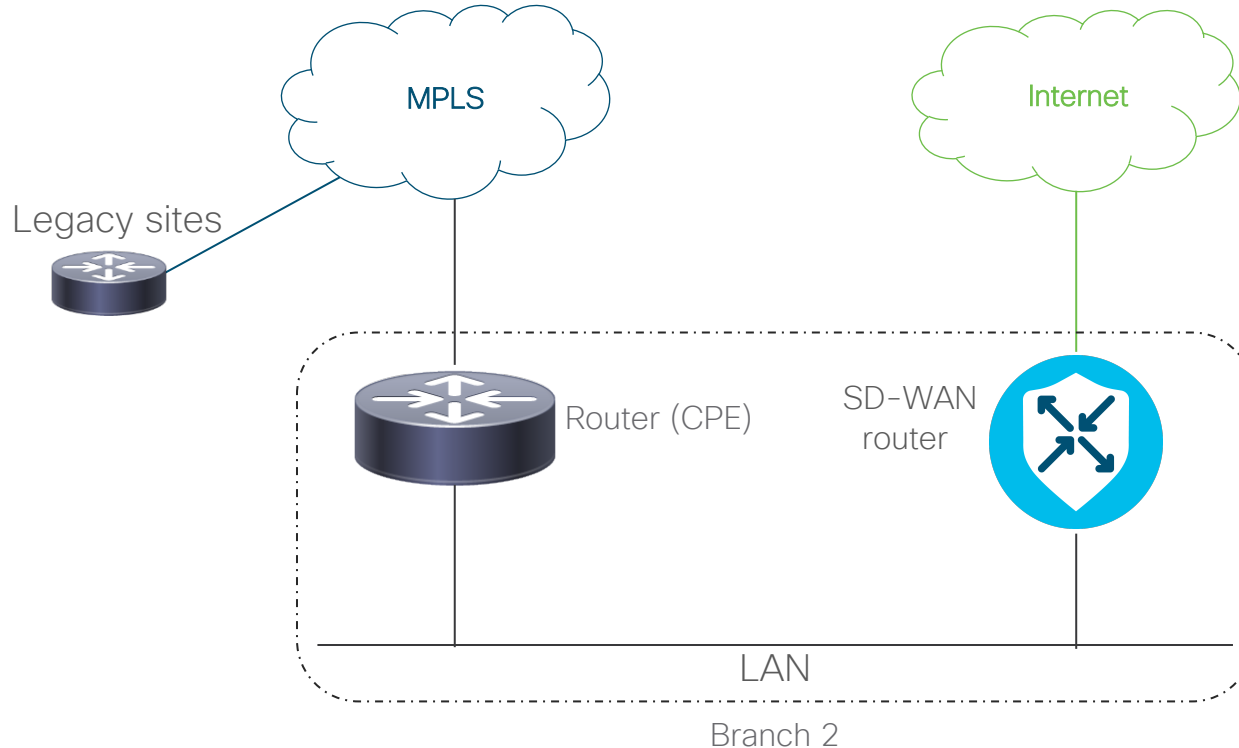 MPLS
Internet
Legacy sites
Router (CPE)
SD-WAN
router
LAN
Branch 2